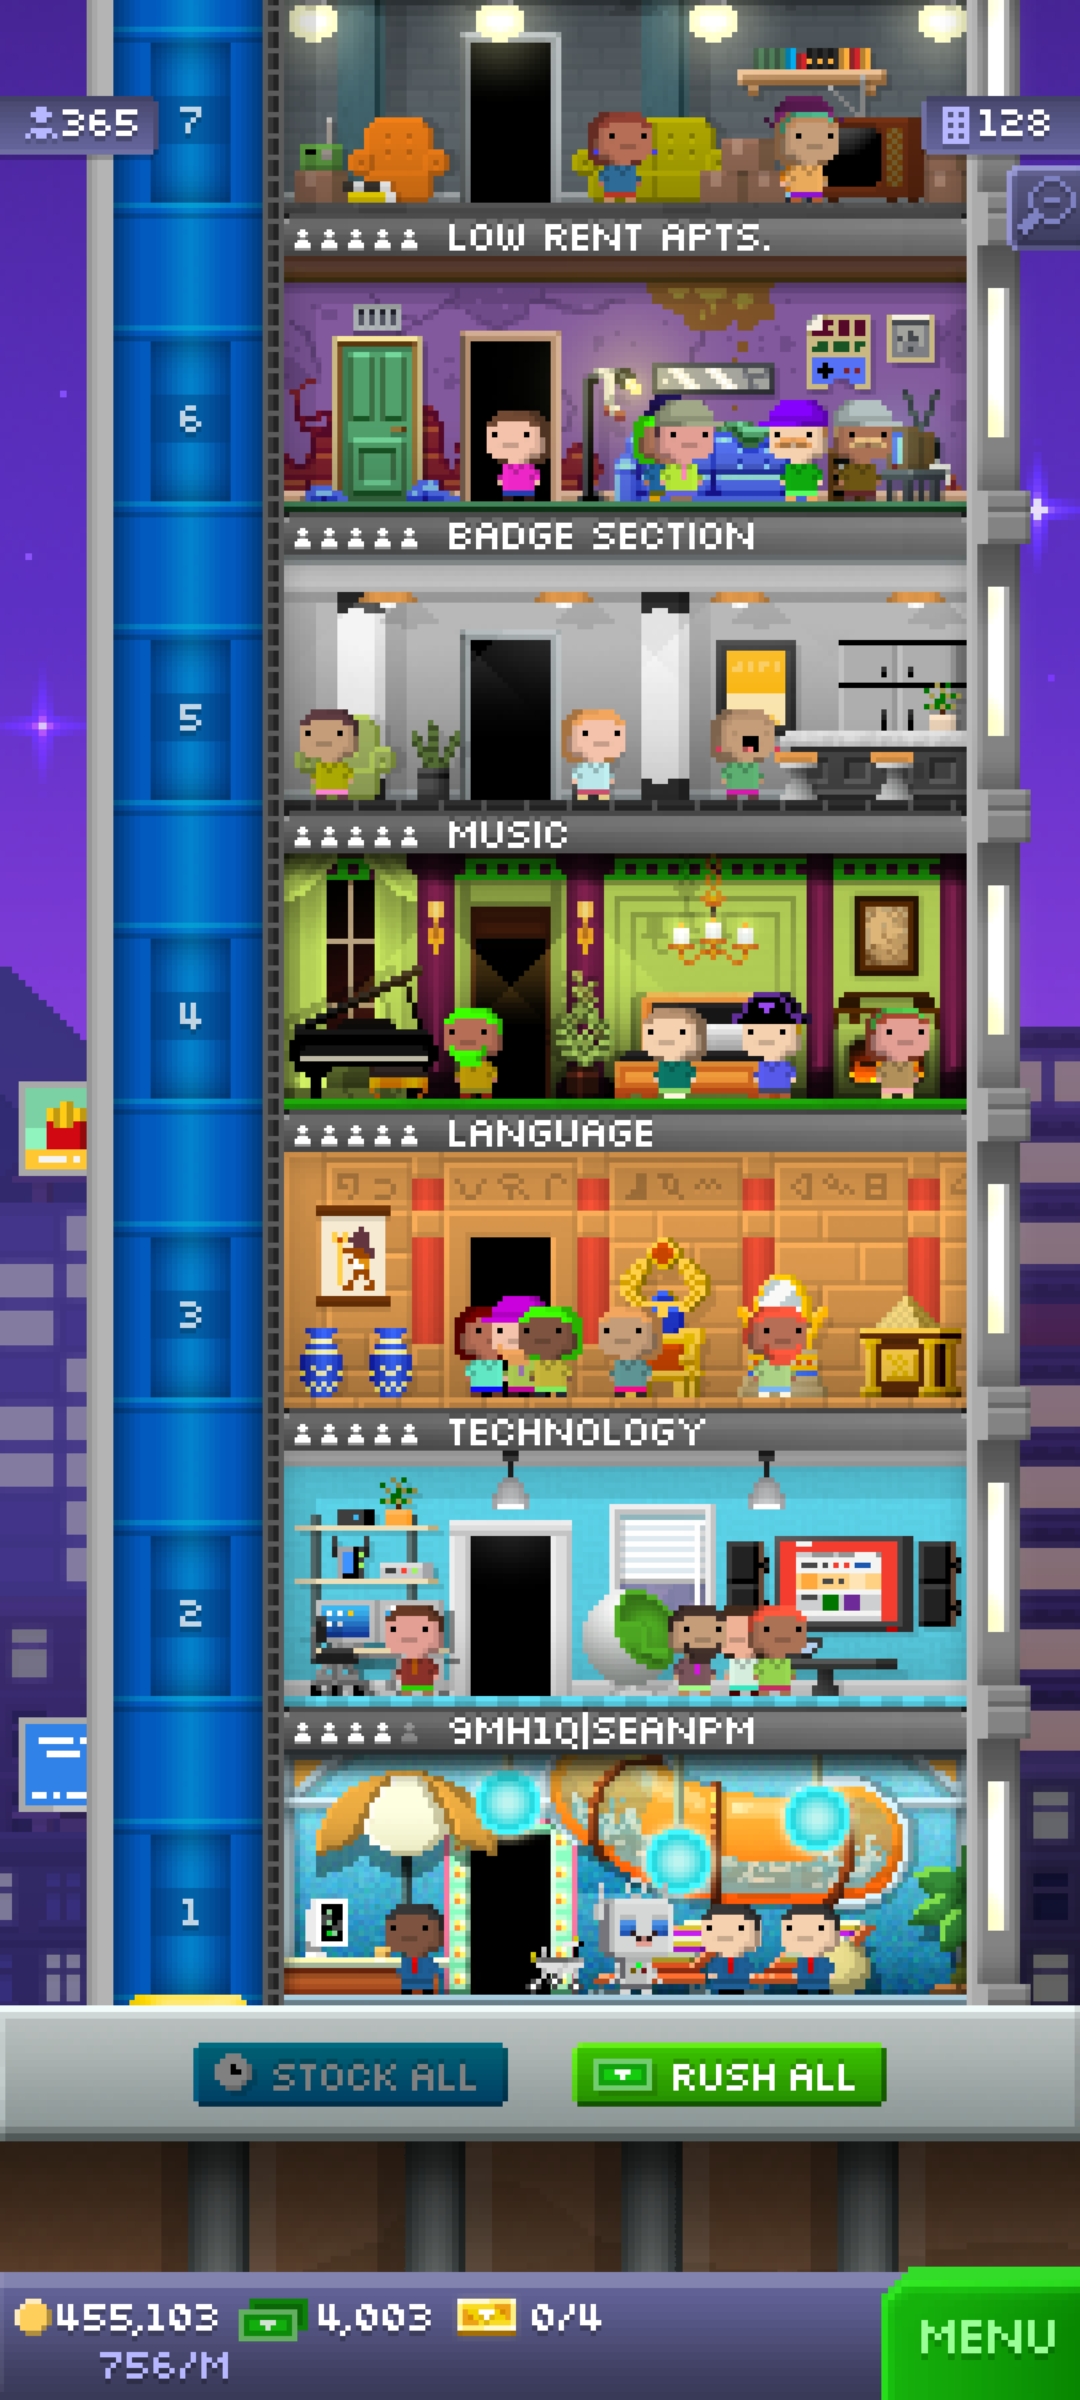 365
7
128
LOW RENT APTS.
6
BADGE SECTION
5
MUSIC
4
LANGUAGE
3
TECHNOLOGY
2
9MH1Q|SEANPM
1
STOCK ALL
RUSH ALL
455,103
4,003
0/4
756/M
MENU